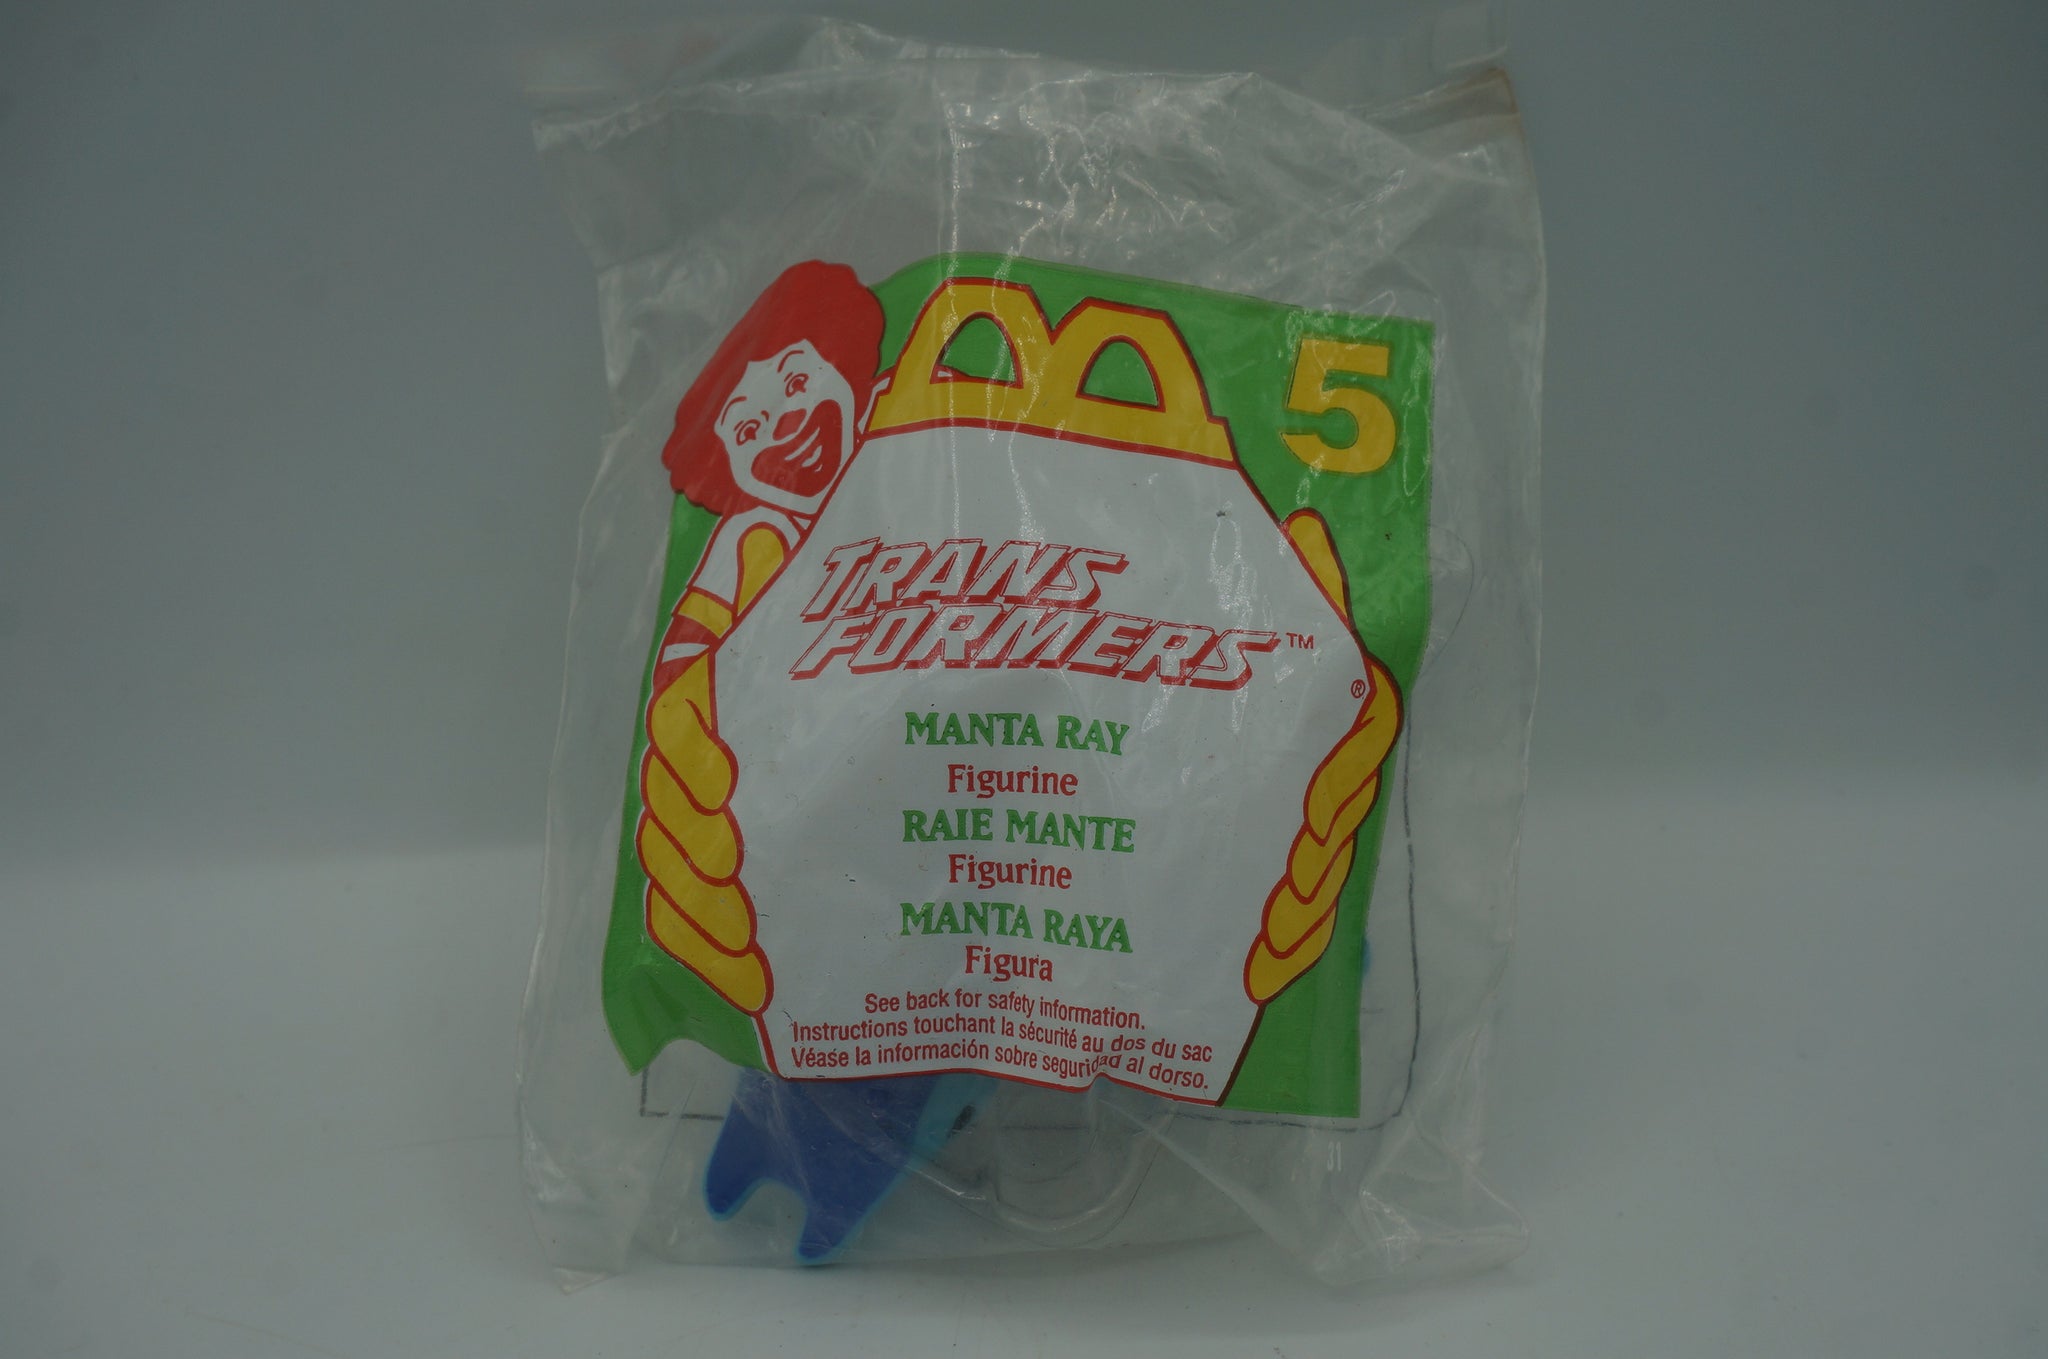 5
TRANS
FORMERS™
®
MANTA RAY
Figurine
RAIE MANTE
Figurine
MANTA RAYA
Figura
See back for safety information.
Instructions touchant la sécurité au dos du sac
Véase la información sobre seguridad al dorso.
31